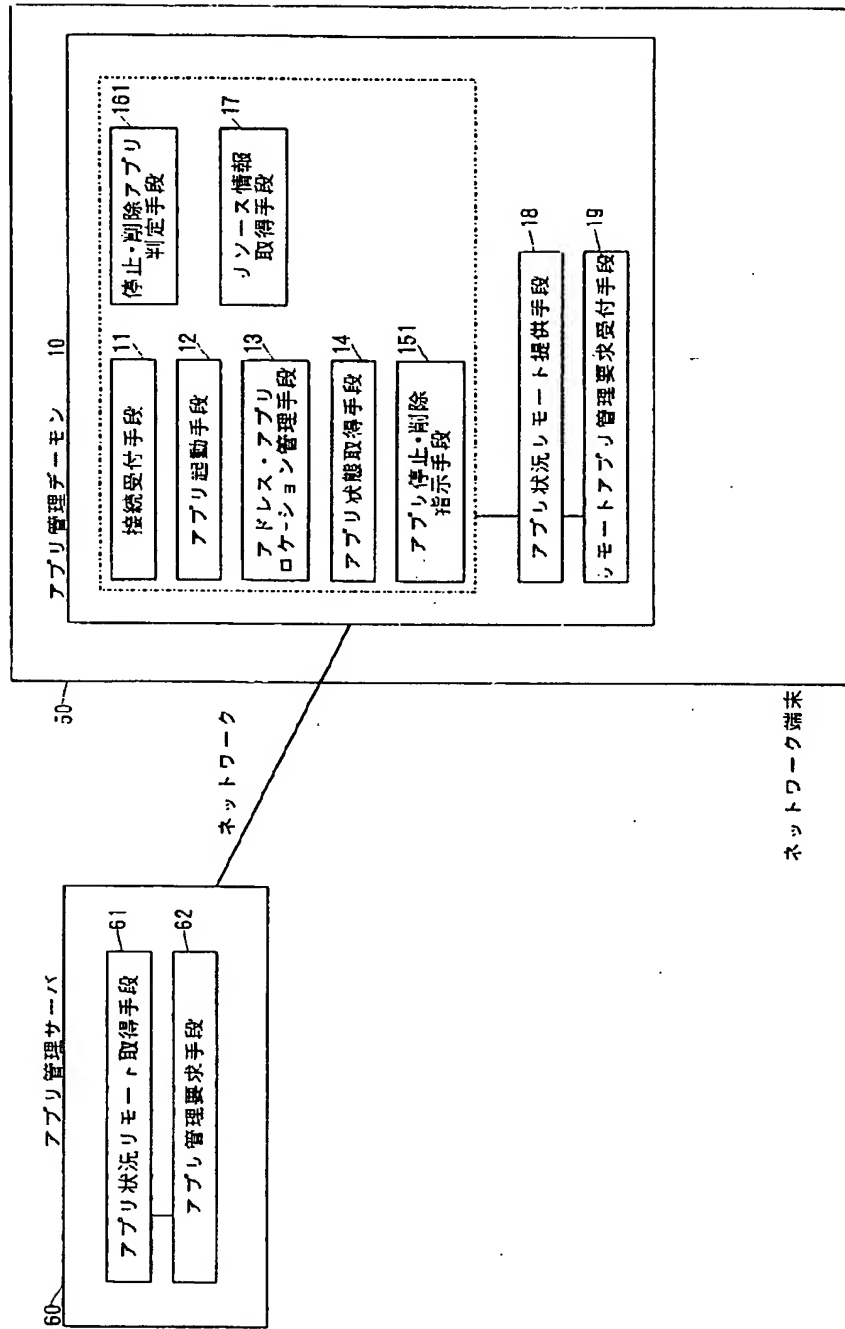 60
アプリ管理サーバ
アプリ状況リモート取得手段
61
アプリ管理要求手段
62
ネットワーク
50
アプリ管理デーモン
10
接続受付手段
11
アプリ起動手段
12
アドレス・アプリ
ロケーション管理手段
13
アプリ状態取得手段
14
アプリ停止・削除
指示手段
151
停止・削除アプリ
判定手段
161
リソース情報
取得手段
17
アプリ状況リモート提供手段
18
リモートアプリ管理要求受付手段
19
ネットワーク端末